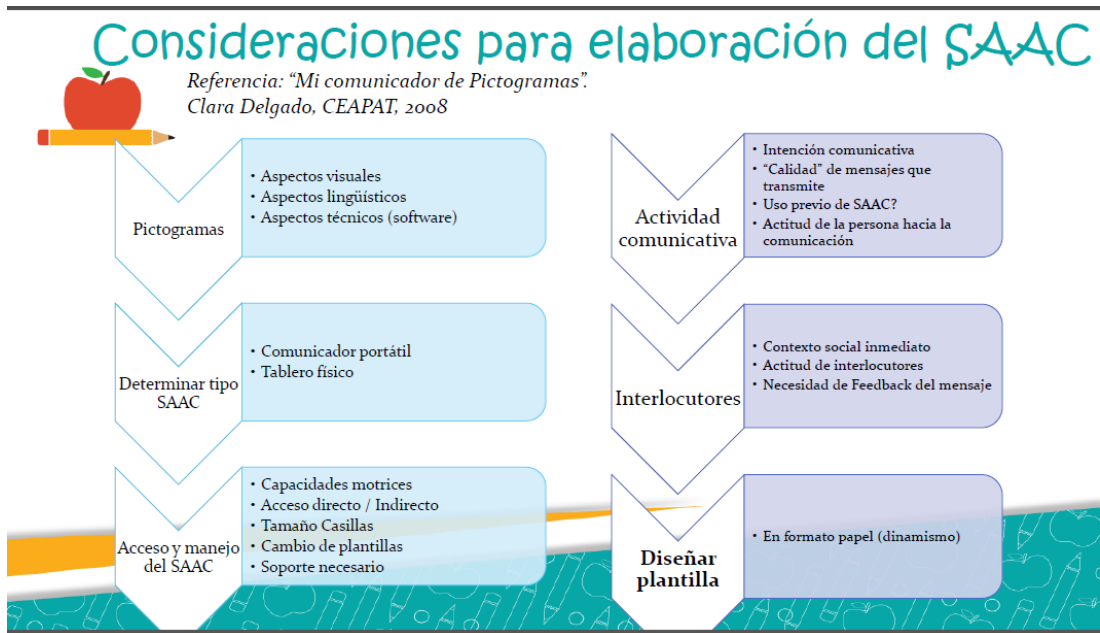 Consideraciones para elaboración del SAAC
Referencia: “Mi comunicador de Pictogramas”.
Clara Delgado, CEAPAT, 2008
Pictogramas
• Aspectos visuales
• Aspectos lingüísticos
• Aspectos técnicos (software)
Determinar tipo
SAAC
• Comunicador portátil
• Tablero físico
Acceso y manejo
del SAAC
• Capacidades motrices
• Acceso directo / Indirecto
• Tamaño Casillas
• Cambio de plantillas
• Soporte necesario
Actividad
comunicativa
• Intención comunicativa
• “Calidad” de mensajes que
transmite
• Uso previo de SAAC?
• Actitud de la persona hacia la
comunicación
Interlocutores
• Contexto social inmediato
• Actitud de interlocutores
• Necesidad de Feedback del mensaje
Diseñar
plantilla
• En formato papel (dinamismo)